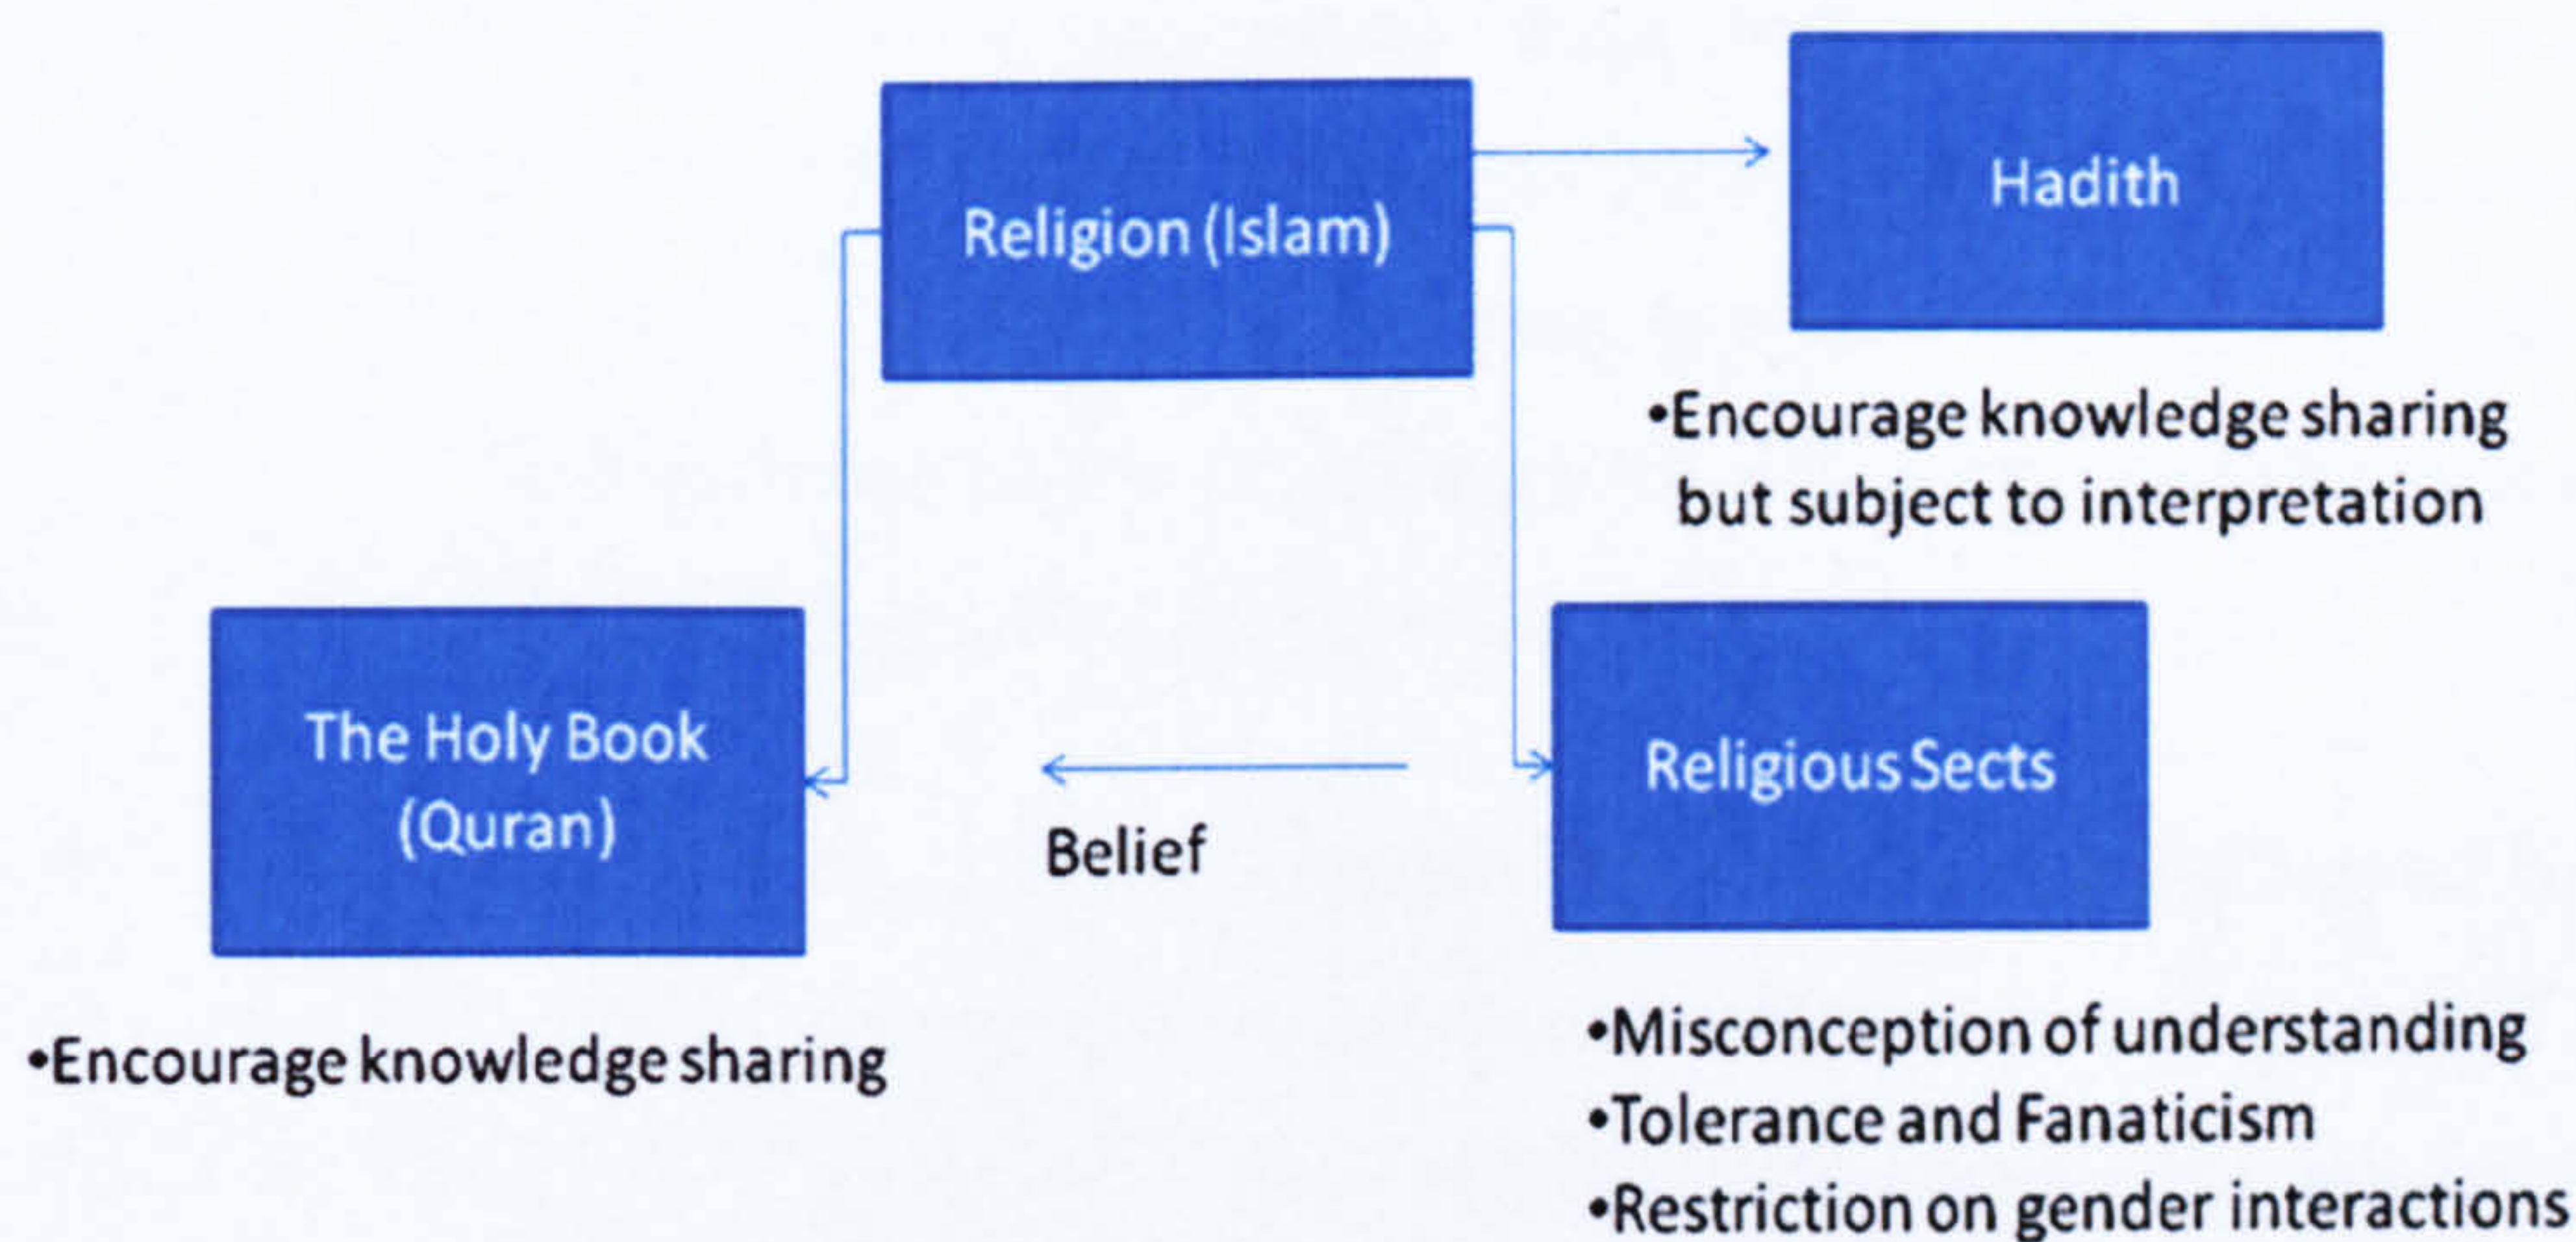 Religion (Islam)
Hadith
•Encourage knowledge sharing
but subject to interpretation
The Holy Book
(Quran)
Belief
Religious Sects
•Encourage knowledge sharing
•Misconception of understanding
•Tolerance and Fanaticism
•Restriction on gender interactions